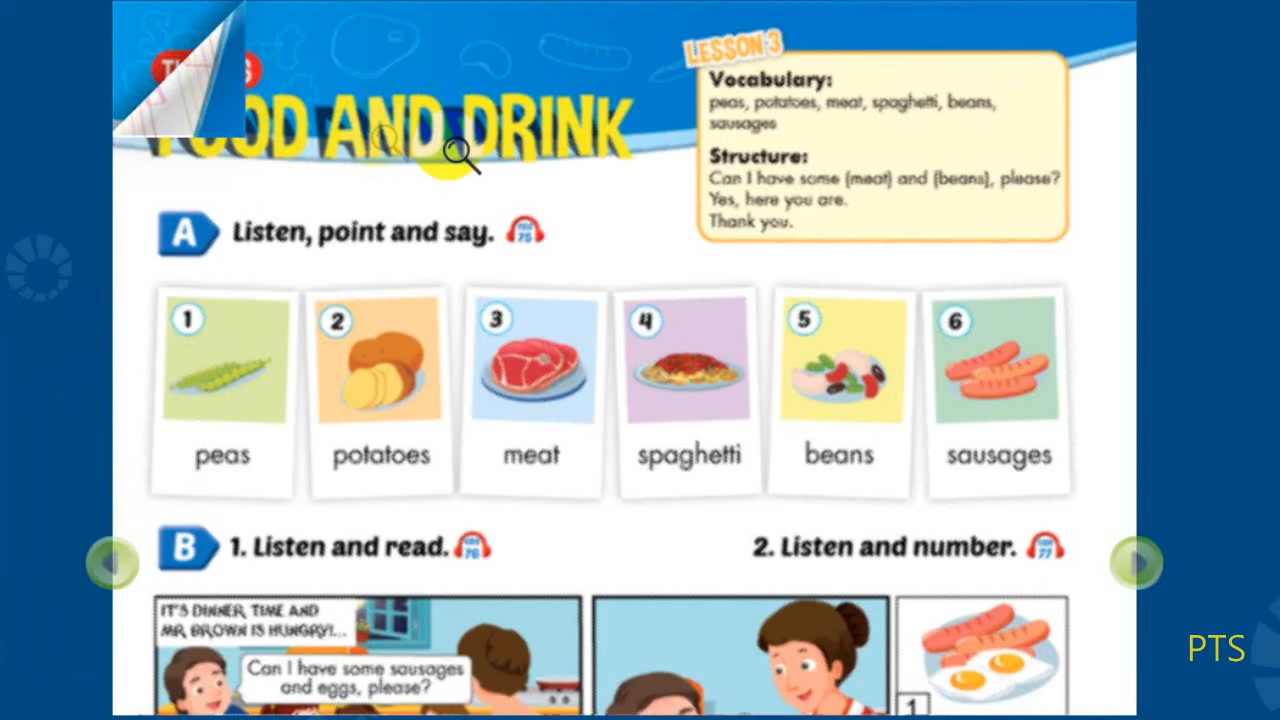 FOOD AND DRINK
LESSON 3
Vocabulary:
peas, potatoes, meat, spaghetti, beans,
sausages
Structure:
Can I have some (meat) and (beans), please?
Yes, here you are.
Thank you.
A Listen, point and say.
75
1
2
3
4
5
6
peas
potatoes
meat
spaghetti
beans
sausages
B 1. Listen and read.
76
2. Listen and number.
77
IT'S DINNER TIME AND
MR BROWN IS HUNGRY!...
Can I have some sausages
and eggs, please?
1
PTS